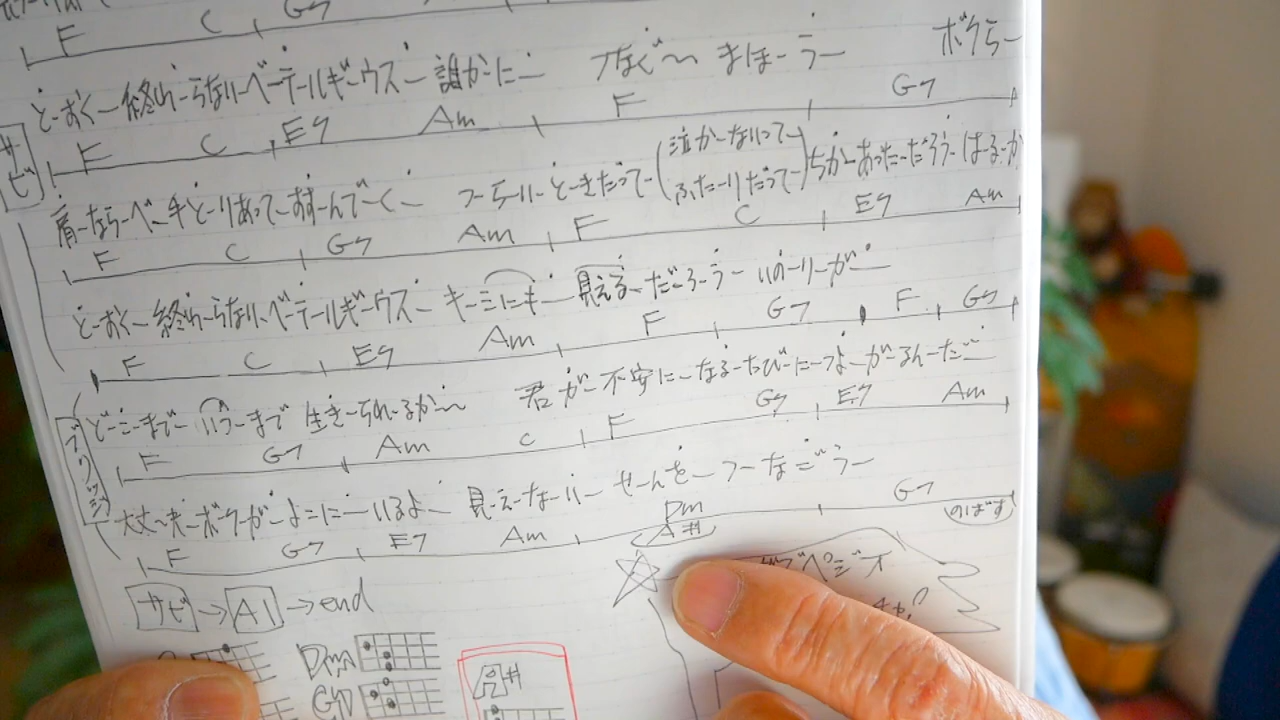 F C G7
とーおくー終わーらないーベーテールギーウスー 誰かーにー つなぐ〜 まほーうー ボクらー
サビ
F C E7 Am F G7
肩ーならーべー手とーりあってーすすーんでーくー つーらいーとーきだってー(泣かーないってー ふたーりだってー)ちかーあったーだろうー はーるーか
F C G7 Am F C E7 Am
とーおくー終わーらないーベーテールギーウスー キーミにーもー 見えるーだーろーうー いのーりーがー
F C E7 Am F G7 F G7
ブリッジ
どーこーまでー いつーまで 生きーられーるかー〜 君がー不安にーなるーたびーにーつよーがーるんーだー
F G7 Am C F G7 E7 Am
大丈ー夫ーボクーがーよこにーいるよー 見えーなーいー せーんをーつーなごうー
F G7 E7 Am Dm A# G7 のばす
サビ→A1→end
アルペジオ
Dm
G7
A#